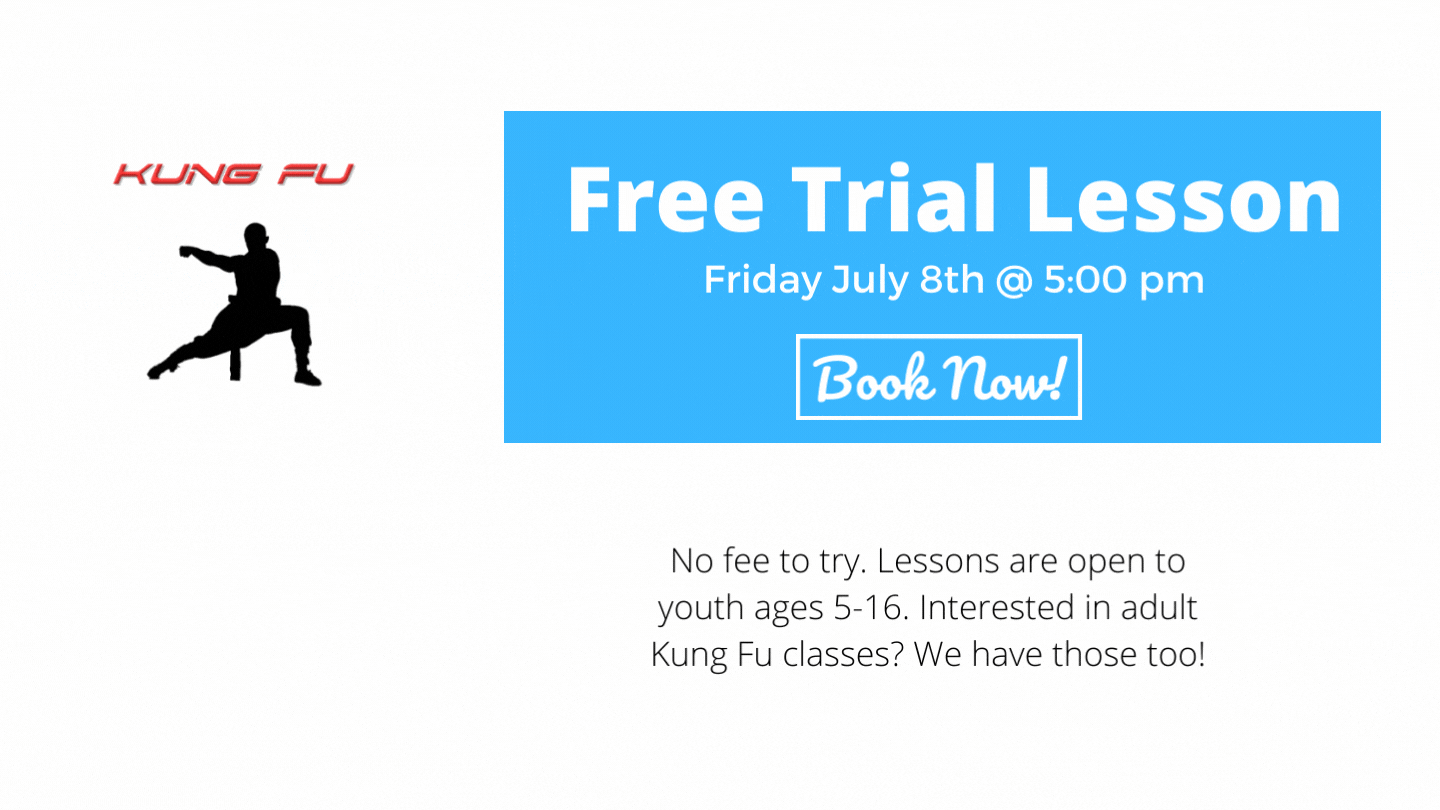 KUNG FU
Free Trial Lesson
Friday July 8th @ 5:00 pm
Book Now!
No fee to try. Lessons are open to
youth ages 5-16. Interested in adult
Kung Fu classes? We have those too!